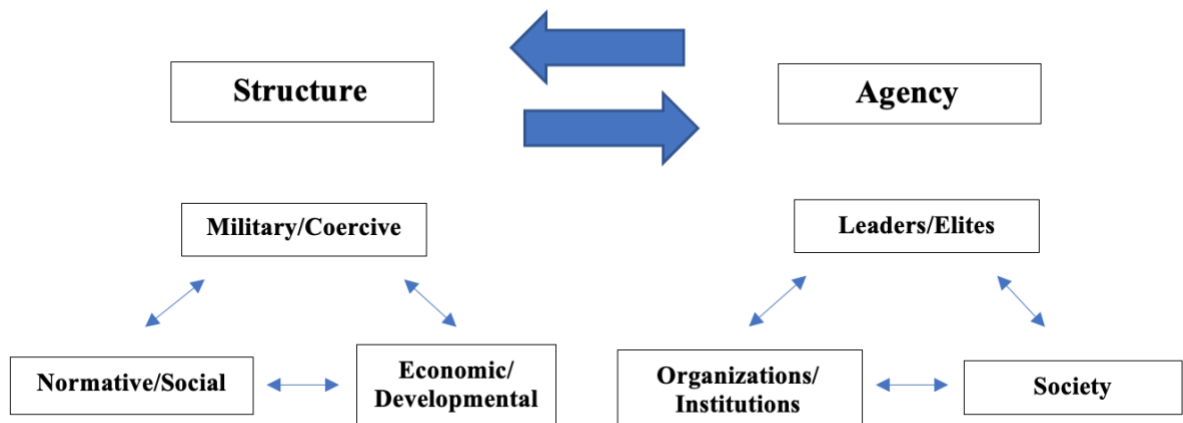 Structure
Agency
Military/Coercive
Leaders/Elites
Normative/Social
Economic/
Developmental
Organizations/
Institutions
Society